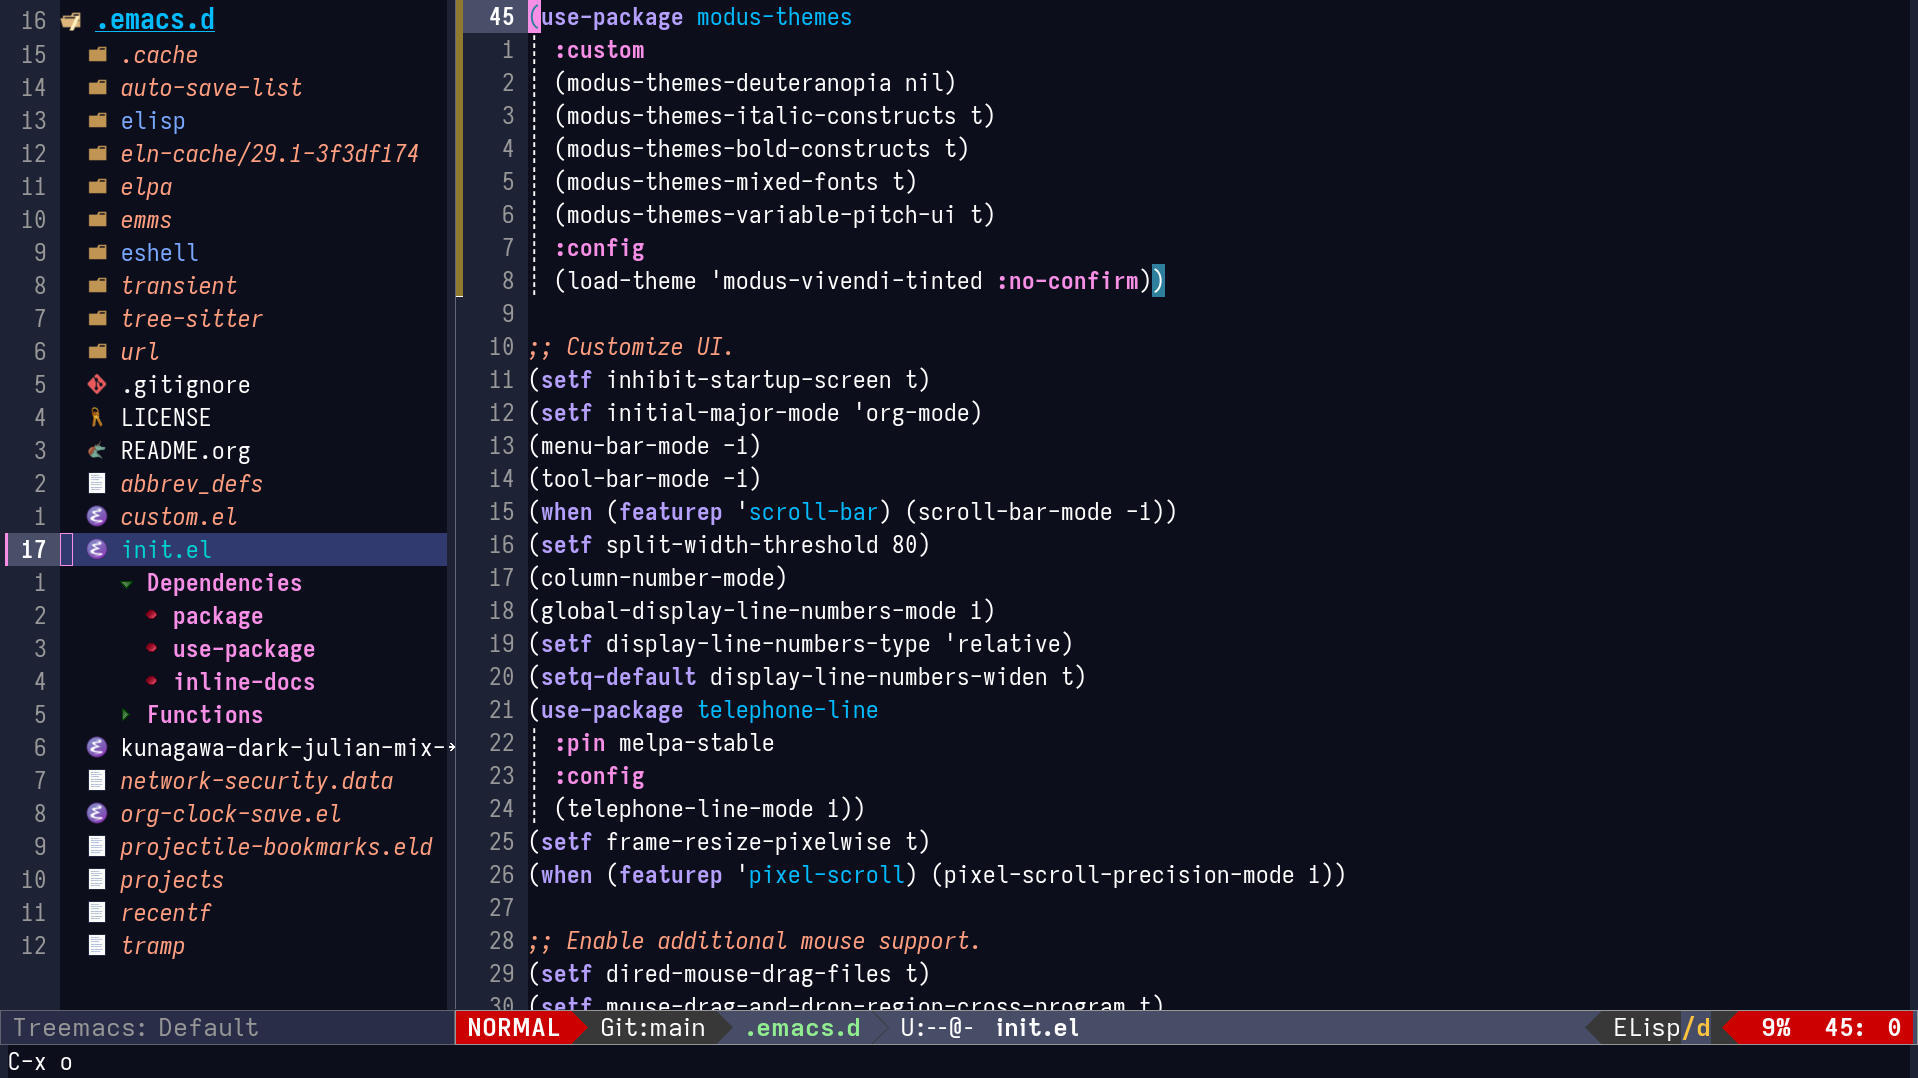 16 .emacs.d
15 .cache
14 auto-save-list
13 elisp
12 eln-cache/29.1-3f3df174
11 elpa
10 emms
9 eshell
8 transient
7 tree-sitter
6 url
5 .gitignore
4 LICENSE
3 README.org
2 abbrev_defs
1 custom.el
17 init.el
1 Dependencies
2 package
3 use-package
4 inline-docs
5 Functions
6 kunagawa-dark-julian-mix-→
7 network-security.data
8 org-clock-save.el
9 projectile-bookmarks.eld
10 projects
11 recentf
12 tramp
Treemacs: Default
45 (use-package modus-themes
1 :custom
2 (modus-themes-deuteranopia nil)
3 (modus-themes-italic-constructs t)
4 (modus-themes-bold-constructs t)
5 (modus-themes-mixed-fonts t)
6 (modus-themes-variable-pitch-ui t)
7 :config
8 (load-theme 'modus-vivendi-tinted :no-confirm))
9
10 ;; Customize UI.
11 (setf inhibit-startup-screen t)
12 (setf initial-major-mode 'org-mode)
13 (menu-bar-mode -1)
14 (tool-bar-mode -1)
15 (when (featurep 'scroll-bar) (scroll-bar-mode -1))
16 (setf split-width-threshold 80)
17 (column-number-mode)
18 (global-display-line-numbers-mode 1)
19 (setf display-line-numbers-type 'relative)
20 (setq-default display-line-numbers-widen t)
21 (use-package telephone-line
22 :pin melpa-stable
23 :config
24 (telephone-line-mode 1))
25 (setf frame-resize-pixelwise t)
26 (when (featurep 'pixel-scroll) (pixel-scroll-precision-mode 1))
27
28 ;; Enable additional mouse support.
29 (setf dired-mouse-drag-files t)
30 (setf mouse-drag-and-drop-region-cross-program t)
NORMAL Git:main .emacs.d U:--@- init.el ELisp/d 9% 45: 0
C-x o